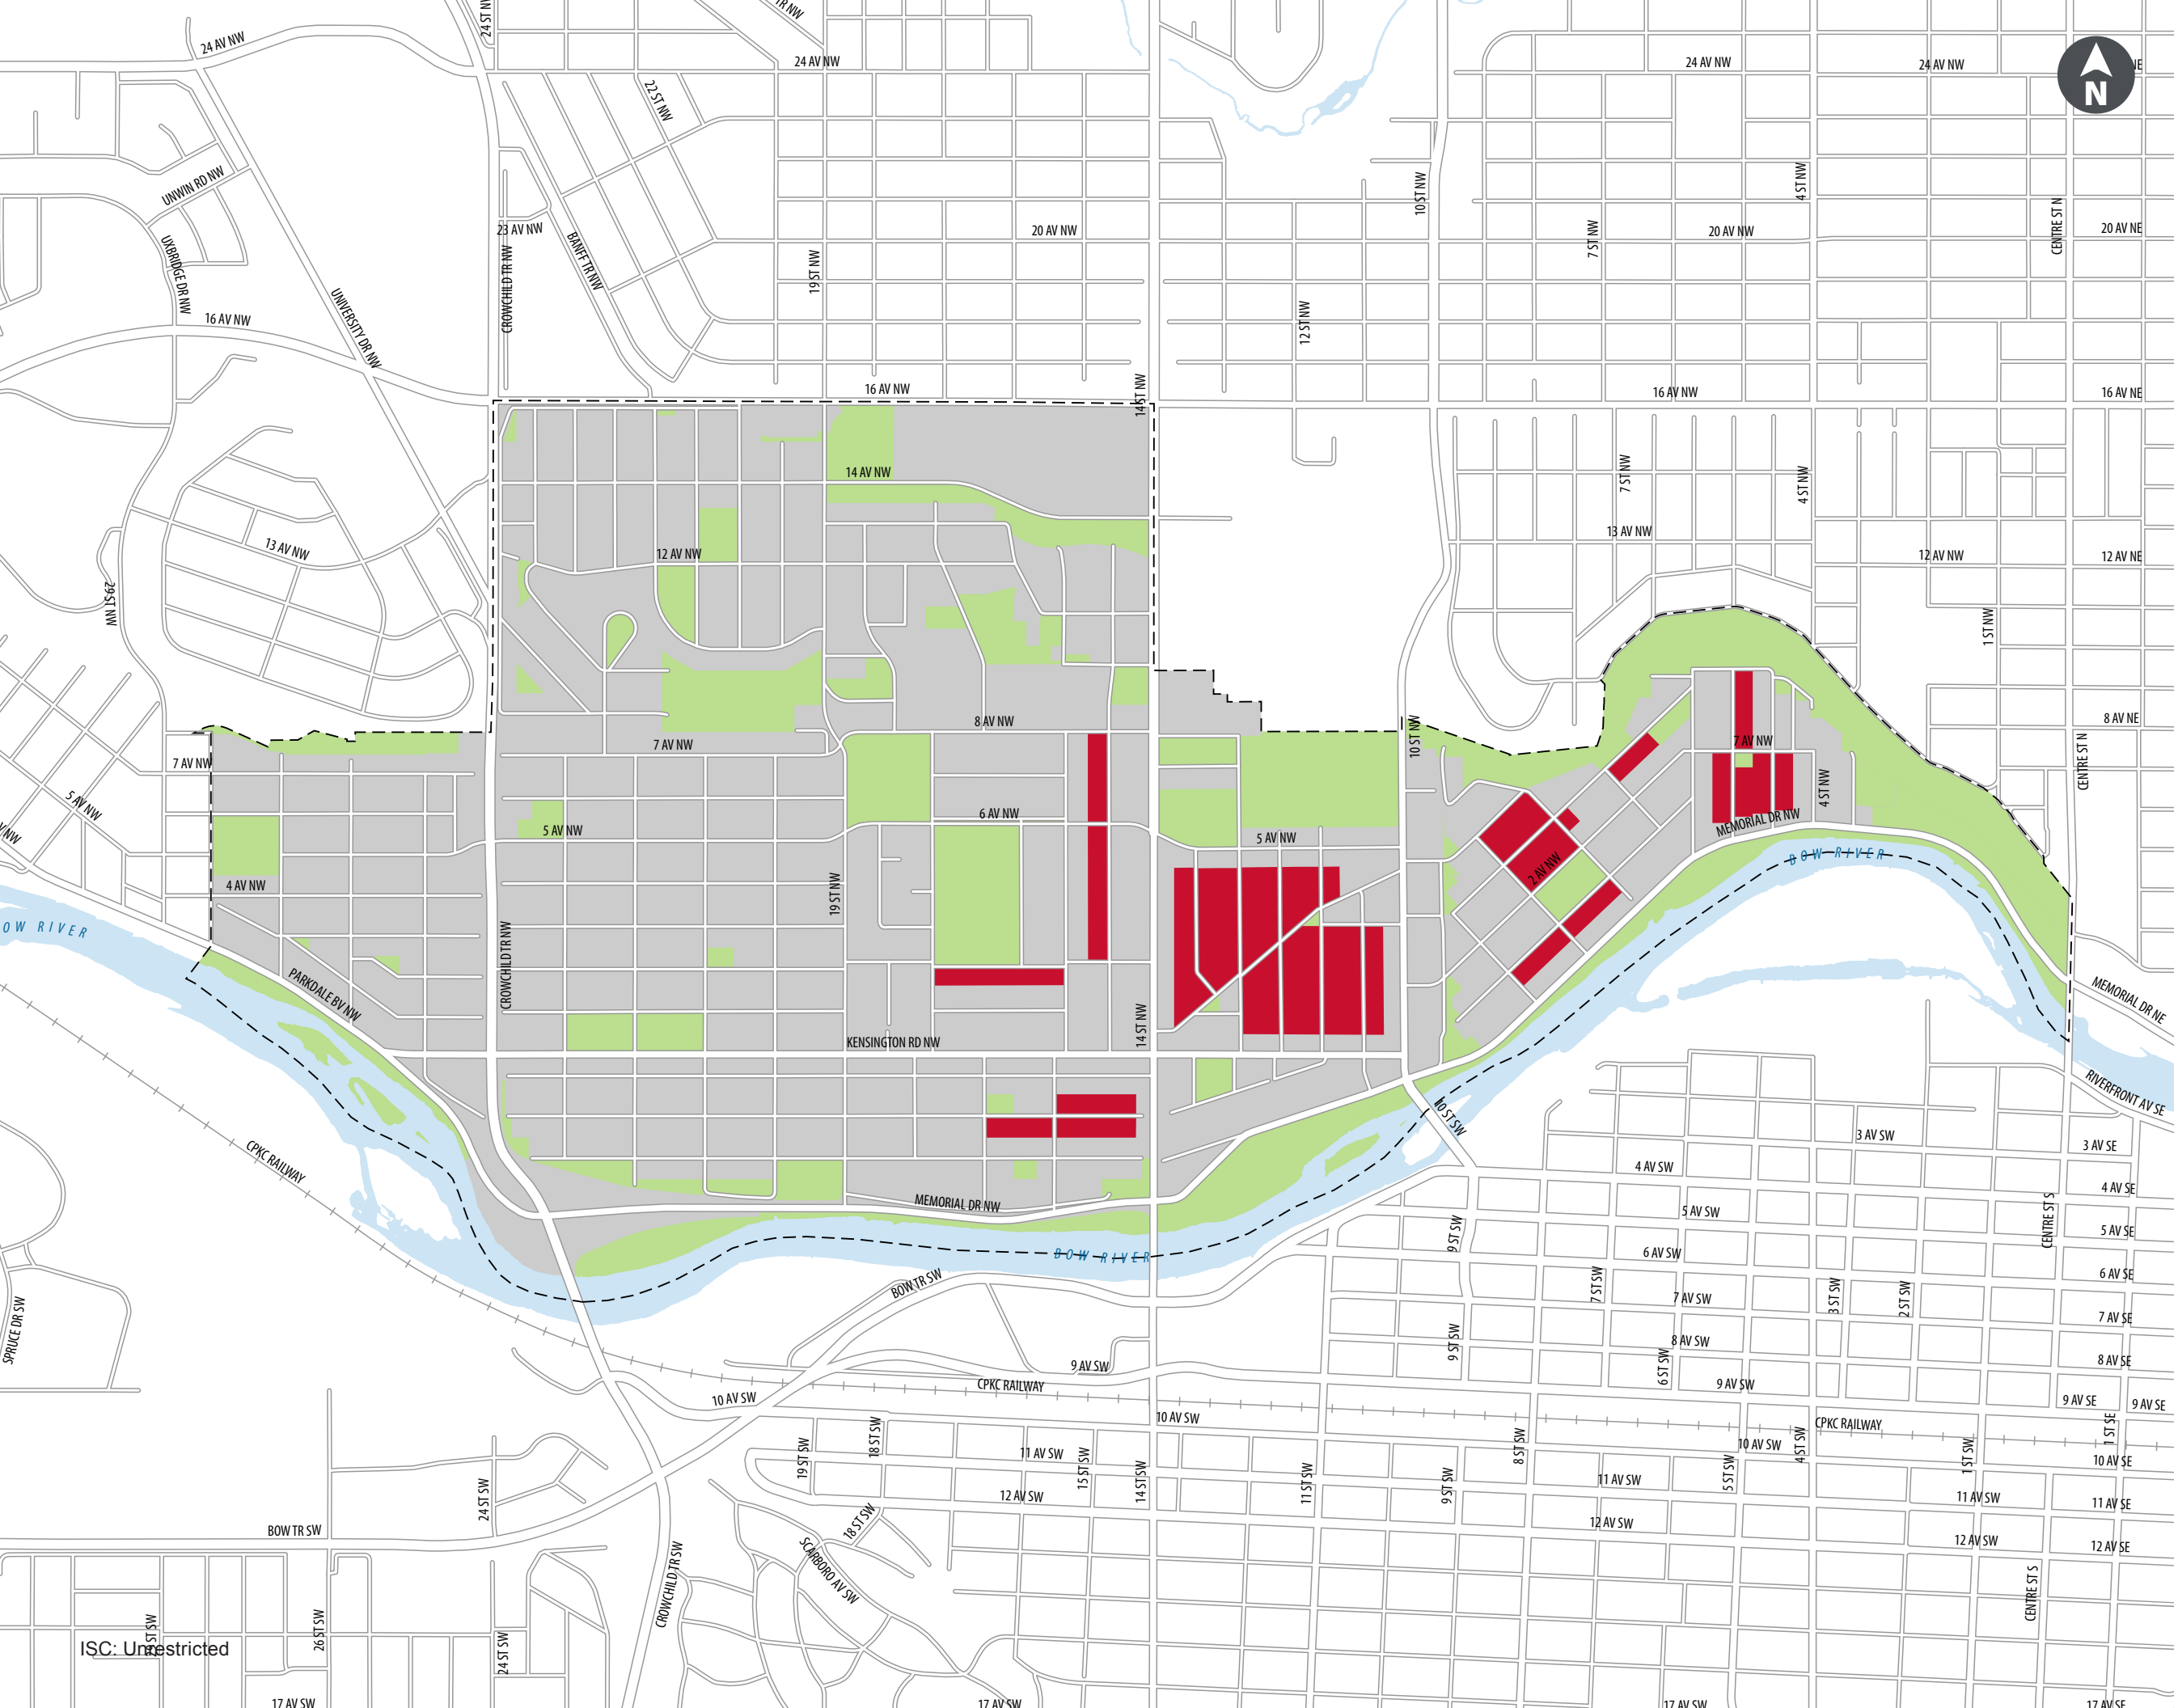 24 ST NW
TR NW
24 AV NW
24 AV NW
24 AV NW
24 AV NW
NE
N
22 ST NW
UNWIN RD NW
10 ST NW
4 ST NW
23 AV NW
20 AV NW
7 ST NW
20 AV NW
CENTRE ST N
20 AV NE
UXBRIDGE DR NW
BANFF TR NW
CROWCHILD TR NW
19 ST NW
UNIVERSITY DR NW
16 AV NW
12 ST NW
16 AV NW
14 ST NW
16 AV NW
16 AV NE
14 AV NW
7 ST NW
4 ST NW
13 AV NW
13 AV NW
12 AV NW
12 AV NW
12 AV NE
29 ST NW
1 ST NW
8 AV NW
10 ST NW
8 AV NE
7 AV NW
7 AV NW
7 AV NW
CENTRE ST N
5 AV NW
6 AV NW
4 ST NW
MEMORIAL DR NW
5 AV NW
5 AV NW
BOW RIVER
4 AV NW
2 AV NW
19 ST NW
OW RIVER
CROWCHILD TR NW
PARKDALE BV NW
14 ST NW
KENSINGTON RD NW
MEMORIAL DR NE
RIVERFRONT AV SE
10 ST SW
CPKC RAILWAY
3 AV SW
3 AV SE
4 AV SW
4 AV SE
MEMORIAL DR NW
5 AV SW
CENTRE ST S
5 AV SE
9 ST SW
BOW RIVER
6 AV SW
6 AV SE
BOW TR SW
7 ST SW
7 AV SW
3 ST SW
2 ST SW
7 AV SE
SPRUCE DR SW
9 ST SW
8 AV SW
8 AV SE
9 AV SW
6 ST SW
CPKC RAILWAY
9 AV SW
10 AV SW
9 AV SE
9 AV SE
10 AV SW
CPKC RAILWAY
1 ST SE
18 ST SW
19 ST SW
11 AV SW
15 ST SW
14 ST SW
8 ST SW
10 AV SW
4 ST SW
1 ST SW
10 AV SE
11 ST SW
9 ST SW
11 AV SW
5 ST SW
24 ST SW
12 AV SW
11 AV SW
11 AV SE
18 ST SW
12 AV SW
BOW TR SW
12 AV SW
12 AV SE
SCARBORO AV SW
CROWCHILD TR SW
CENTRE ST S
26 ST SW
24 ST SW
ISC: Unrestricted
17 AV SW
17 AV SW
17 AV SW
17 AV SE